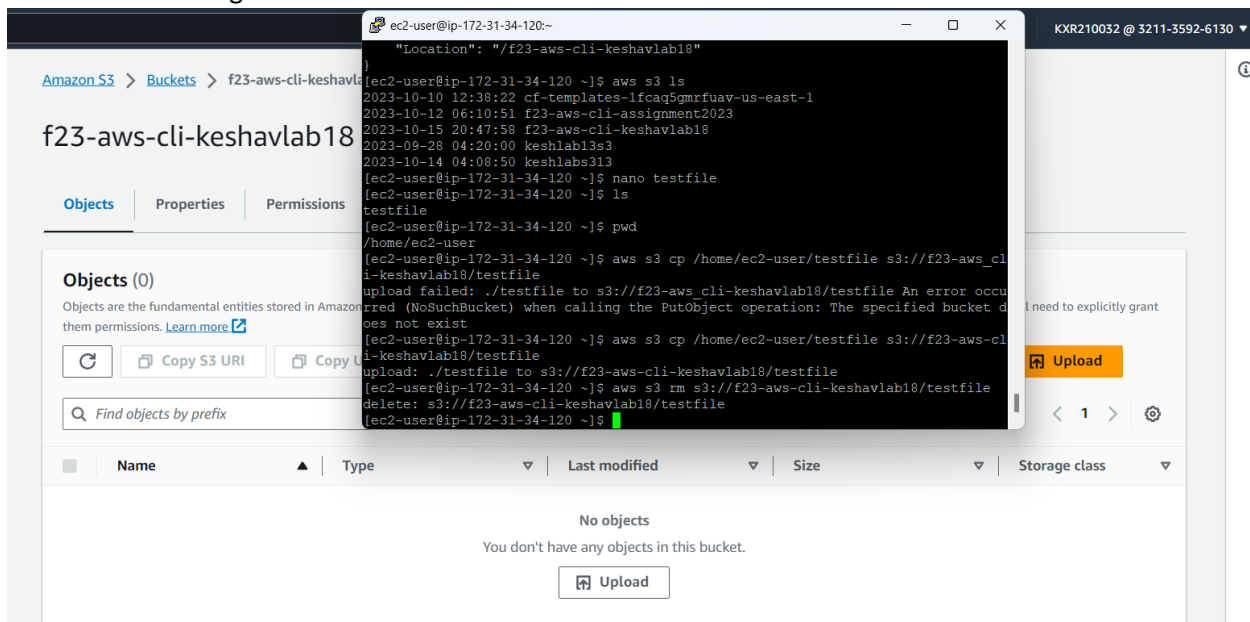 ec2-user@ip-172-31-34-120:~
KXR210032 @ 3211-3592-6130
Amazon S3 > Buckets > f23-aws-cli-keshavla
f23-aws-cli-keshavlab18
Objects
Properties
Permissions
Objects (0)
Objects are the fundamental entities stored in Amazon
l need to explicitly grant
them permissions. Learn more
Copy S3 URI
Copy U
Upload
Find objects by prefix
1
"Location": "/f23-aws-cli-keshavlab18"
}
[ec2-user@ip-172-31-34-120 ~]$ aws s3 ls
2023-10-10 12:38:22 cf-templates-1fcaq5gmrfuav-us-east-1
2023-10-12 06:10:51 f23-aws-cli-assignment2023
2023-10-15 20:47:58 f23-aws-cli-keshavlab18
2023-09-28 04:20:00 keshlab13s3
2023-10-14 04:08:50 keshlabs313
[ec2-user@ip-172-31-34-120 ~]$ nano testfile
[ec2-user@ip-172-31-34-120 ~]$ ls
testfile
[ec2-user@ip-172-31-34-120 ~]$ pwd
/home/ec2-user
[ec2-user@ip-172-31-34-120 ~]$ aws s3 cp /home/ec2-user/testfile s3://f23-aws_cl
i-keshavlab18/testfile
upload failed: ./testfile to s3://f23-aws_cli-keshavlab18/testfile An error occu
rred (NoSuchBucket) when calling the PutObject operation: The specified bucket d
oes not exist
[ec2-user@ip-172-31-34-120 ~]$ aws s3 cp /home/ec2-user/testfile s3://f23-aws-cl
i-keshavlab18/testfile
upload: ./testfile to s3://f23-aws-cli-keshavlab18/testfile
[ec2-user@ip-172-31-34-120 ~]$ aws s3 rm s3://f23-aws-cli-keshavlab18/testfile
delete: s3://f23-aws-cli-keshavlab18/testfile
[ec2-user@ip-172-31-34-120 ~]$
Name
Type
Last modified
Size
Storage class
No objects
You don't have any objects in this bucket.
Upload